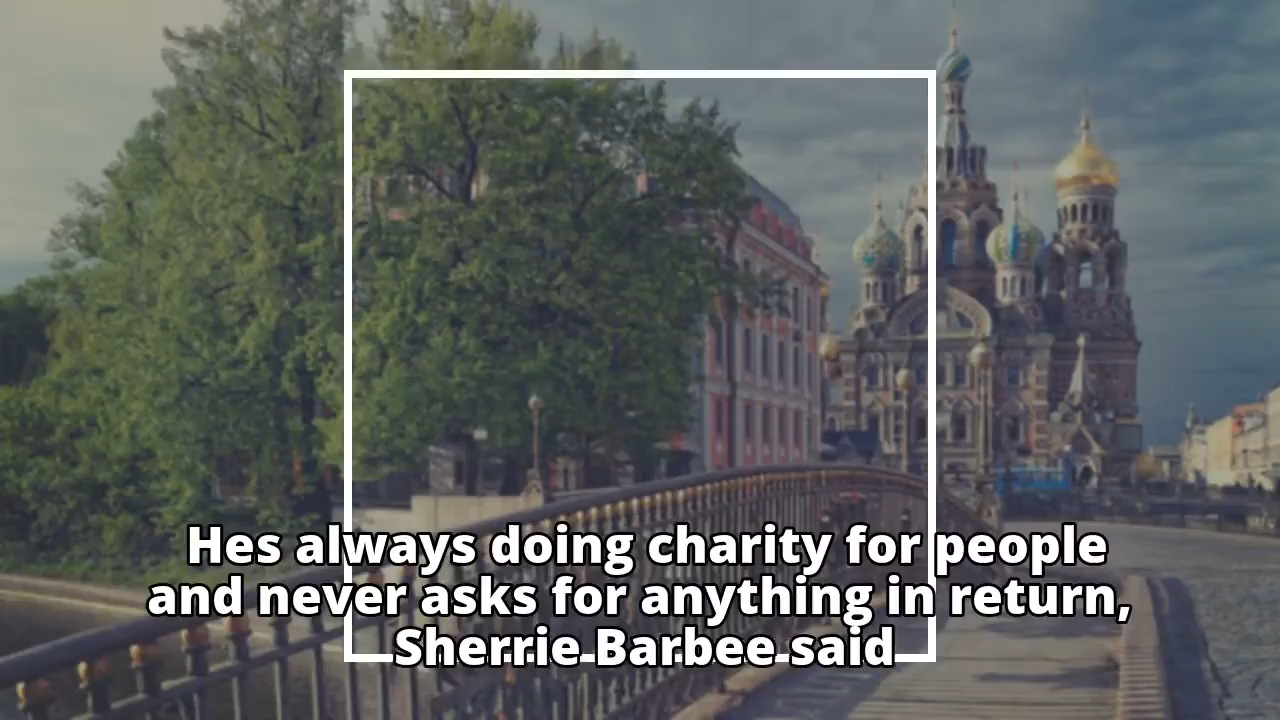 Hes always doing charity for people
and never asks for anything in return,
Sherrie Barbee said